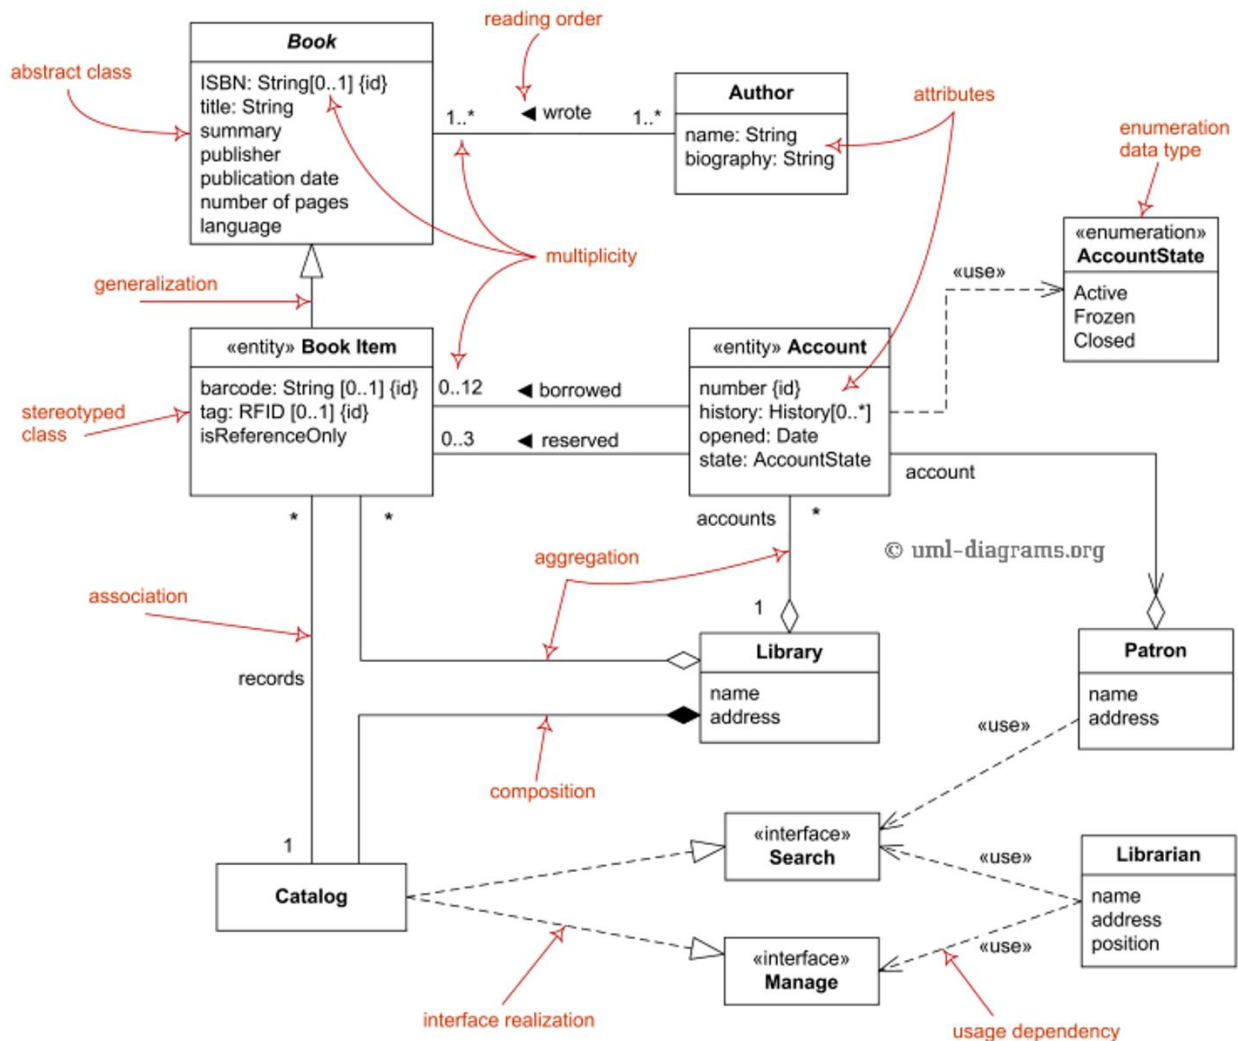 reading order
Book
abstract class
ISBN: String[0..1] {id}
title: String
summary
publisher
publication date
number of pages
language
1..*
◄ wrote
1..*
Author
name: String
biography: String
attributes
enumeration
data type
«enumeration»
AccountState
Active
Frozen
Closed
multiplicity
generalization
«use»
«entity» Book Item
barcode: String [0..1] {id}
tag: RFID [0..1] {id}
isReferenceOnly
stereotyped
class
0..12
◄ borrowed
0..3
◄ reserved
«entity» Account
number {id}
history: History[0..*]
opened: Date
state: AccountState
account
*
*
accounts
*
© uml-diagrams.org
aggregation
association
1
records
Library
name
address
Patron
name
address
composition
«use»
1
Catalog
«interface»
Search
«use»
Librarian
name
address
position
«use»
«interface»
Manage
interface realization
usage dependency